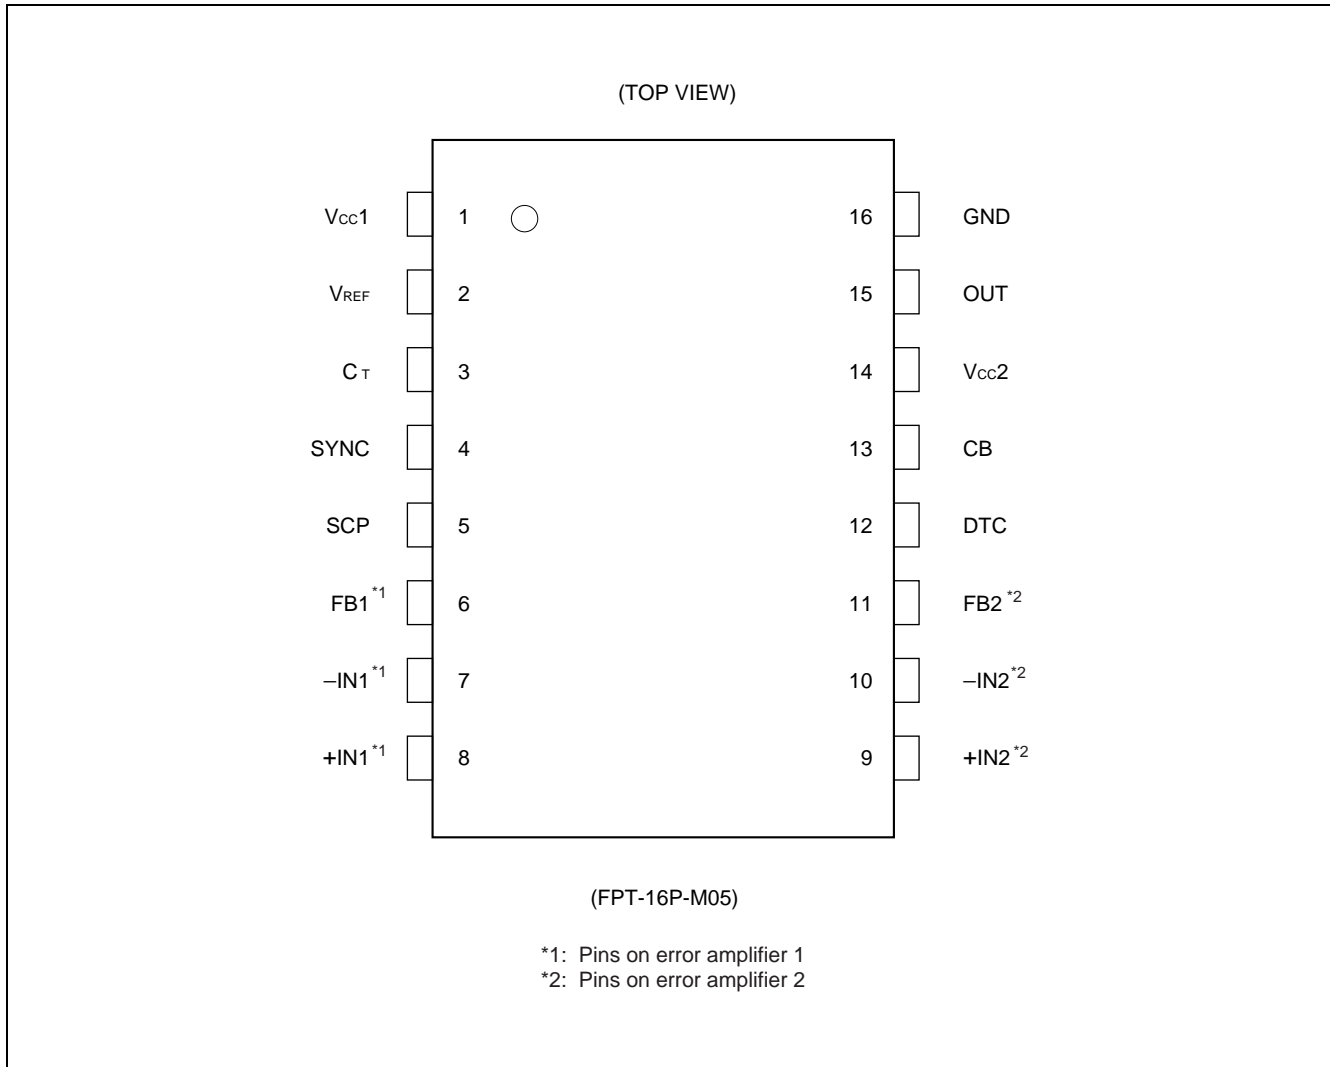 (TOP VIEW)
Vcc1 1 16 GND
VREF 2 15 OUT
CT 3 14 Vcc2
SYNC 4 13 CB
SCP 5 12 DTC
FB1*1 6 11 FB2*2
–IN1*1 7 10 –IN2*2
+IN1*1 8 9 +IN2*2
(FPT-16P-M05)
*1: Pins on error amplifier 1
*2: Pins on error amplifier 2